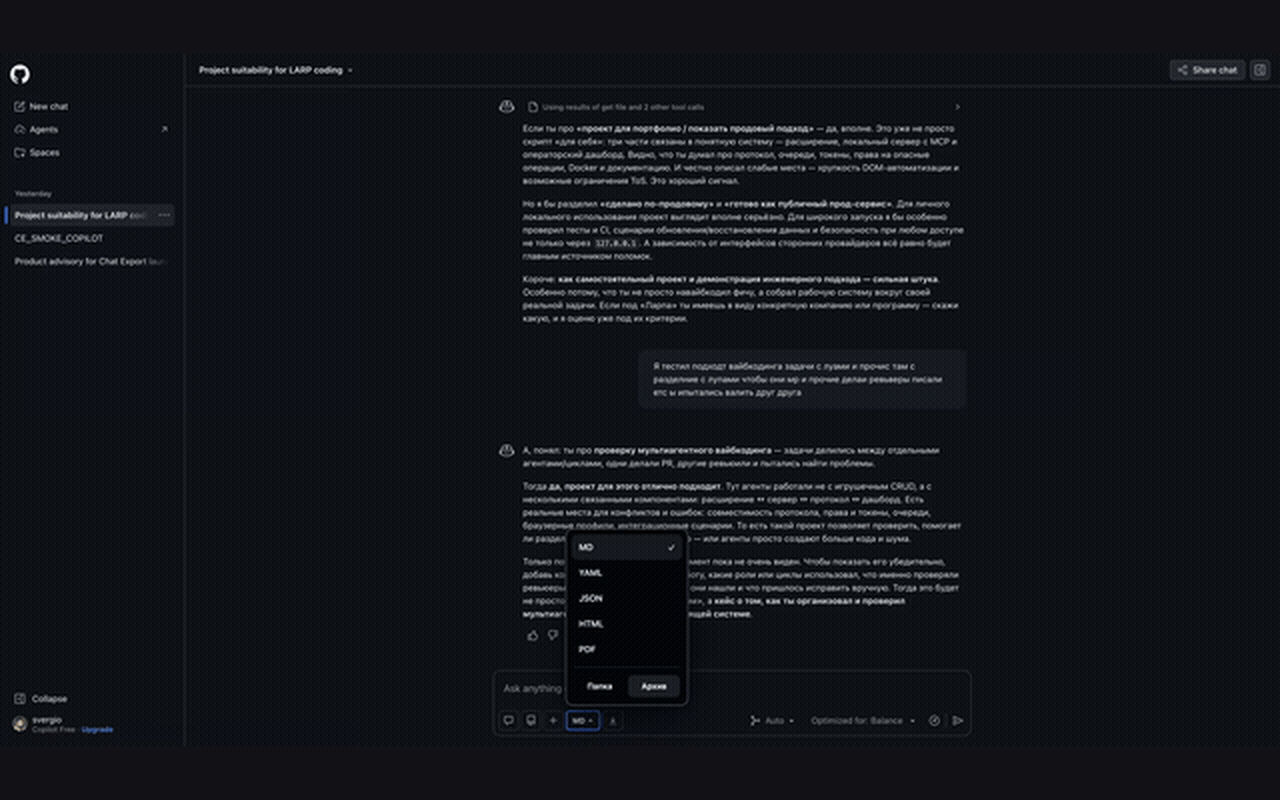 Project suitability for LARP coding
Share chat
New chat
Agents
Spaces
Yesterday
Project suitability for LARP co
CE_SMOKE_COPILOT
Product advisory for Chat Export
Using results of get file and 2 other tool calls
Если ты про «проект для портфолио / показать продовый подход» — да, вполне. Это уже не просто
скрипт «для себя»: три части связаны в понятную систему — расширение, локальный сервер с MCP и
операторский дашборд. Видно, что ты думал про протокол, очереди, токены, права на опасные
операции, Docker и документацию. И честно описал слабые места — хрупкость DOM-автоматизации и
возможные ограничения ToS. Это хороший сигнал.
Но я бы разделил «сделано по-продовому» и «готово как публичный прод-сервис». Для личного
локального использования проект выглядит вполне серьёзно. Для широкого запуска я бы особенно
проверил тесты и CI, сценарии обновления/восстановления данных и безопасность при любом доступе
не только через 127.0.0.1. А зависимость от интерфейсов сторонних провайдеров всё равно будет
главным источником поломок.
Короче: как самостоятельный проект и демонстрация инженерного подхода — сильная штука.
Особенно потому, что ты не просто навайбкодил фичу, а собрал рабочую систему вокруг своей
реальной задачи. Если под «Ларпа» ты имеешь в виду конкретную компанию или программу — скажи
какую, и я оценю уже под их критерии.
Я тестил подходт вайбкодинга задачи с лузми и прочис там с
разделние с лупами чтобы они мр и прочие делаи ревьверы писали
етс ы ипытались валить друг друга
А, понял: ты про проверку мультиагентного вайбкодинга — задачи делились между отдельными
агентами/циклами, одни делали PR, другие ревьюили и пытались найти проблемы.
Тогда да, проект для этого отлично подходит. Тут агенты работали не с игрушечным CRUD, а с
несколькими связанными компонентами: расширение ↔ сервер ↔ протокол ↔ дашборд. Есть
реальные места для конфликтов и ошибок: совместимость протокола, права и токены, очереди,
браузерные профили, интеграционные сценарии. То есть такой проект позволяет проверить, помогает
ли раздел — или агенты просто создают больше кода и шума.
Только по мент пока не очень виден. Чтобы показать его убедительно,
добавь ко какие роли или циклы использовал, что именно проверяли
ревьюеры они нашли и что пришлось исправить вручную. Тогда это будет
не просто а кейс о том, как ты организовал и проверил
мультиаг щей системе.
MD
YAML
JSON
HTML
PDF
Папка Архив
Ask anything
MD
Auto
Optimized for: Balance
Collapse
svergio
Copilot Free · Upgrade